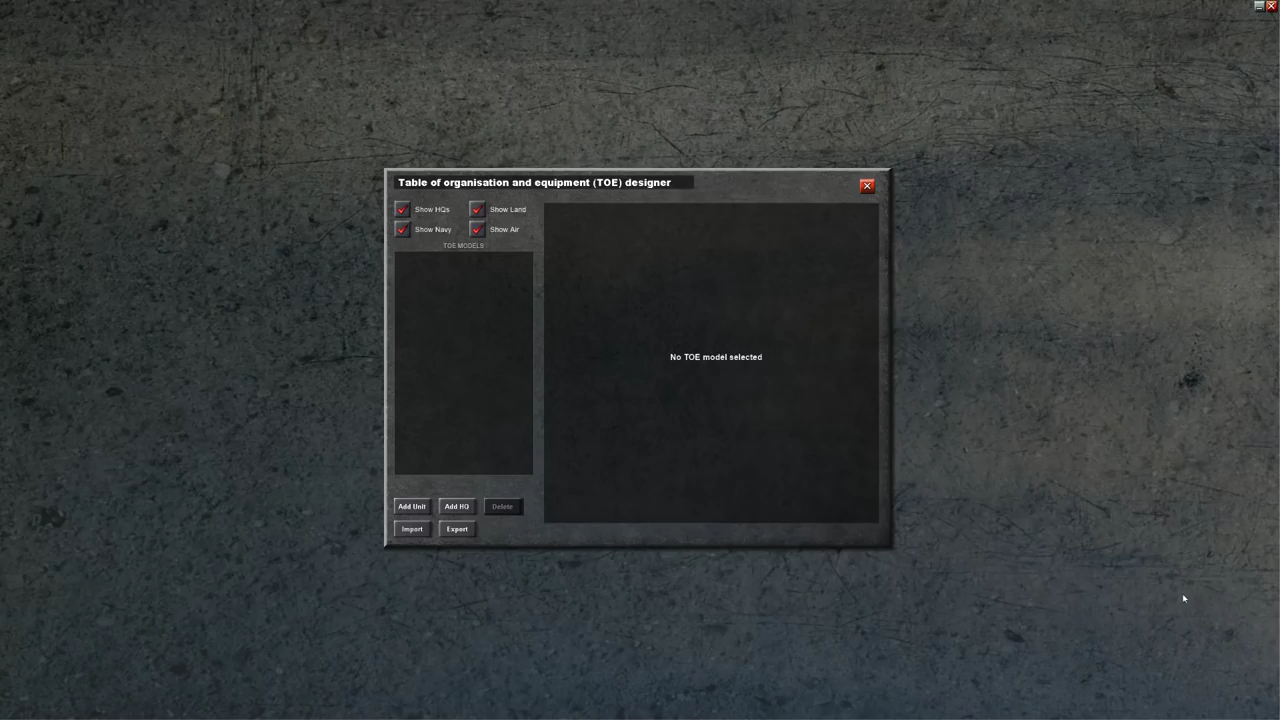 Table of organisation and equipment (TOE) designer
Show HQs Show Land
Show Navy Show Air
TOE MODELS
No TOE model selected
Add Unit Add HQ Delete
Import Export